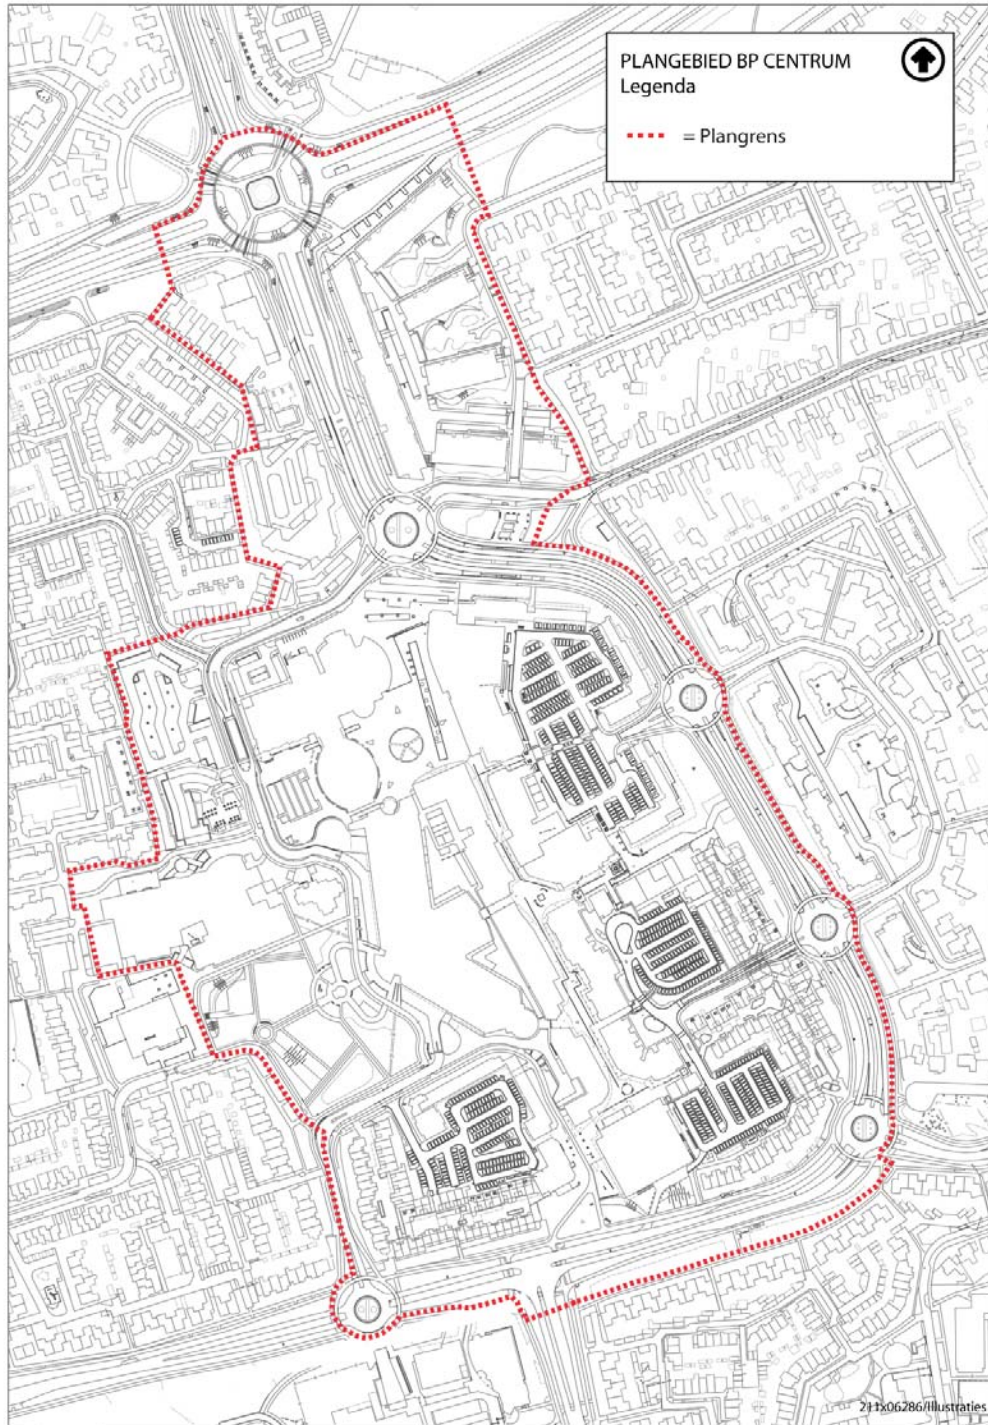 PLANGEBIED BP CENTRUM
Legenda
= Plangrens
211x06286/Illustraties